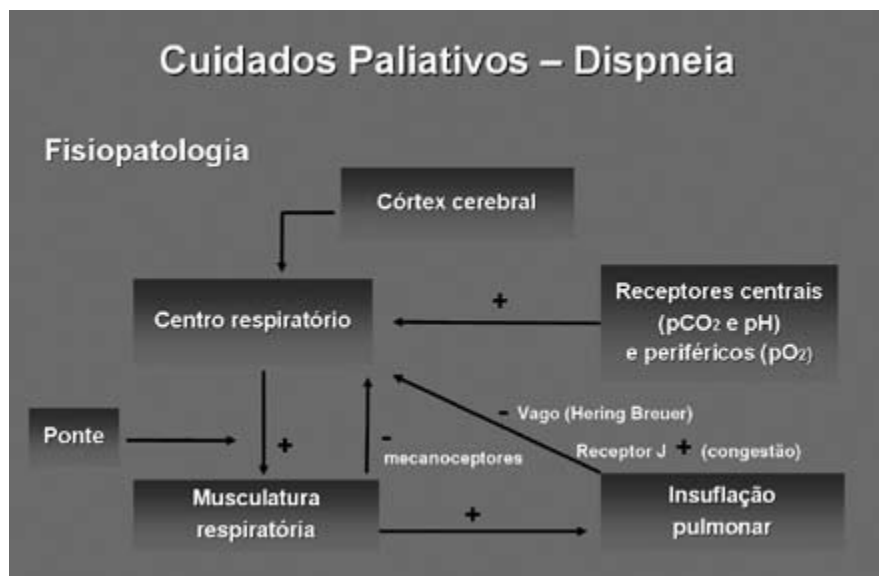 Cuidados Paliativos – Dispneia
Fisiopatologia
Córtex cerebral
Centro respiratório
+
Receptores centrais
(pCO2 e pH)
e periféricos (pO2)
Ponte
+
-
mecanoceptores
- Vago (Hering Breuer)
Receptor J + (congestão)
Musculatura
respiratória
+
Insuflação
pulmonar